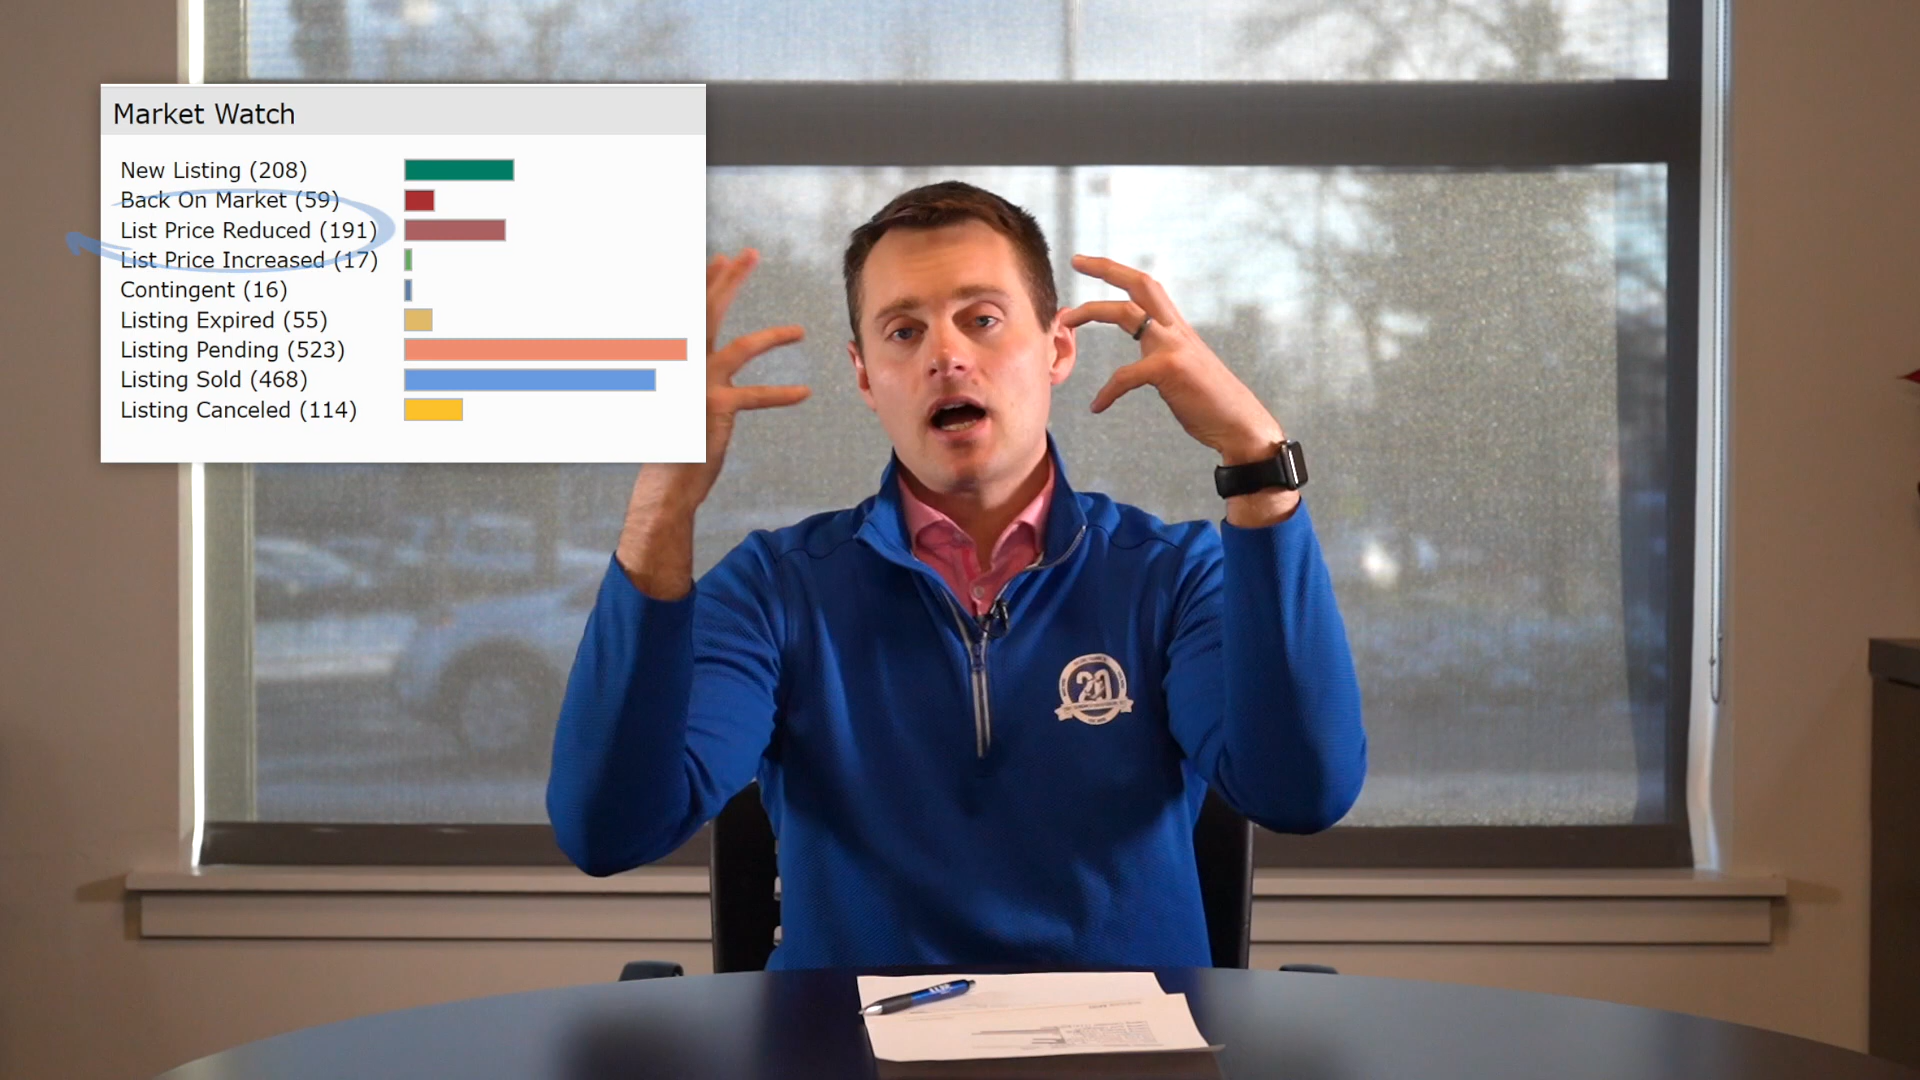 Market Watch
New Listing (208)
Back On Market (59)
List Price Reduced (191)
List Price Increased (17)
Contingent (16)
Listing Expired (55)
Listing Pending (523)
Listing Sold (468)
Listing Canceled (114)
20